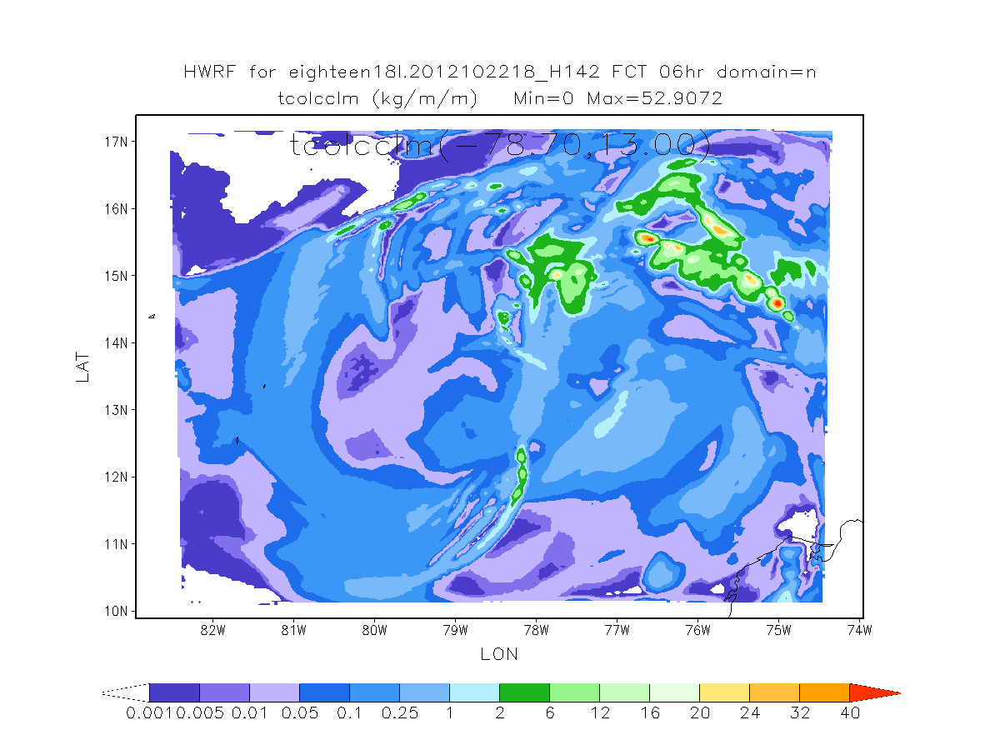 HWRF for eighteen18l.2012102218_H142 FCT 06hr domain=n
tcolcclm (kg/m/m) Min=0 Max=52.9072
tcolcclm(-78.70,13.00)
17N
16N
15N
14N
13N
12N
11N
10N
LAT
82W 81W 80W 79W 78W 77W 76W 75W 74W
LON
0.001 0.005 0.01 0.05 0.1 0.25 1 2 6 12 16 20 24 32 40